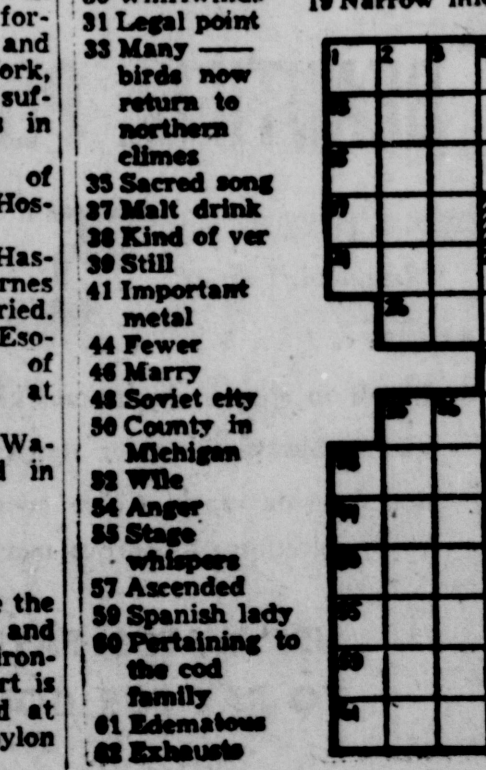 for-
and
ork,
suf-
s in
of
Hos-
Has-
rnes
ried.
Eso-
of
at
Wa-
d in
e the
and
iron-
rt is
d at
ylon
31 Legal point
33 Many ——
birds now
return to
northern
climes
35 Sacred song
37 Malt drink
38 Kind of ver
39 Still
41 Important
metal
44 Fewer
46 Marry
48 Soviet city
50 County in
Michigan
52 Wile
54 Anger
55 Stage
whispers
57 Ascended
59 Spanish lady
60 Pertaining to
the cod
family
61 Edematous
62 Exhausts
19 Narrow
1 2 3